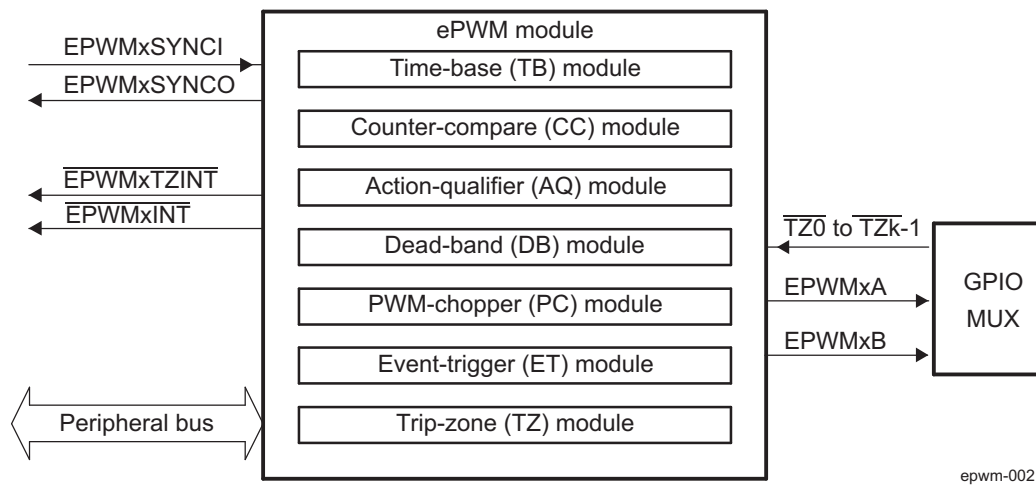 ePWM module
EPWMxSYNCI
Time-base (TB) module
EPWMxSYNCO
Counter-compare (CC) module
EPWMxTZINT
Action-qualifier (AQ) module
EPWMxINT
TZ0 to TZk-1
Dead-band (DB) module
EPWMxA
GPIO
MUX
PWM-chopper (PC) module
EPWMxB
Event-trigger (ET) module
Peripheral bus
Trip-zone (TZ) module
epwm-002